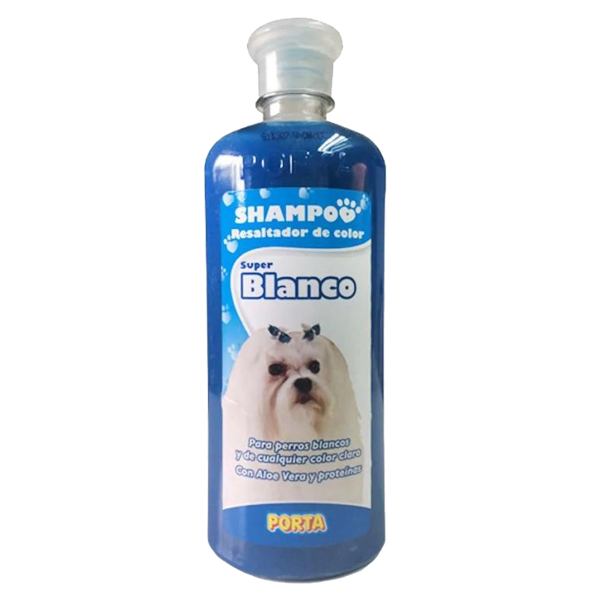 SHAMPOO
Resaltador de color
Super
Blanco
Para perros blancos
y de cualquier color claro
Con Aloe Vera y proteínas
PORTA